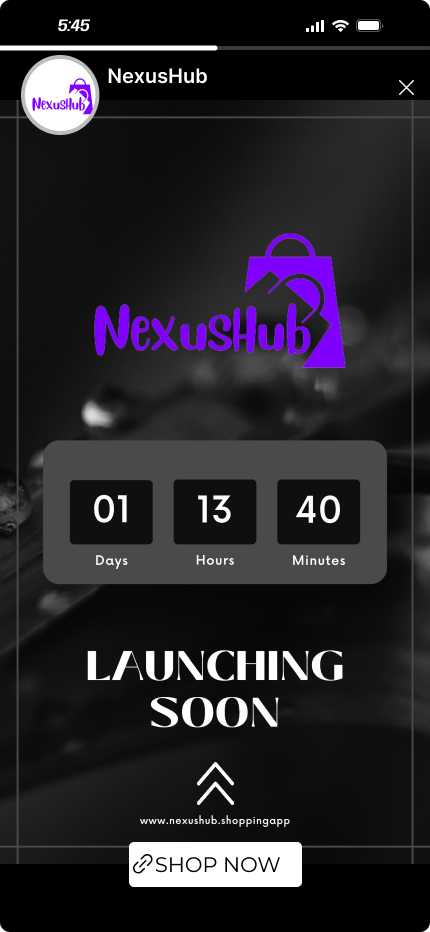 5:45
NexusHub
NexusHub
NexusHub
01 13 40
Days Hours Minutes
LAUNCHING
SOON
www.nexushub.shoppingapp
SHOP NOW